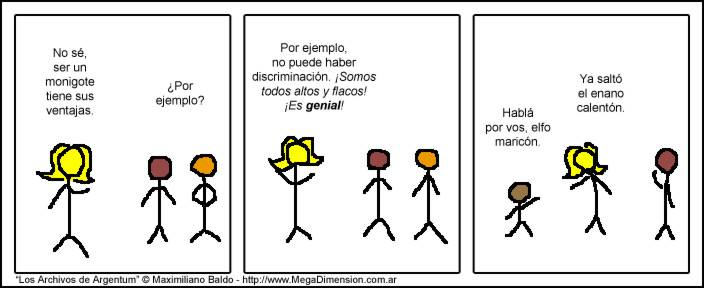 No sé,
ser un
monigote
tiene sus
ventajas.
¿Por
ejemplo?
Por ejemplo,
no puede haber
discriminación. ¡Somos
todos altos y flacos!
¡Es genial!
Hablá
por vos, elfo
maricón.
Ya saltó
el enano
calentón.
"Los Archivos de Argentum" © Maximiliano Baldo - http://www.MegaDimension.com.ar